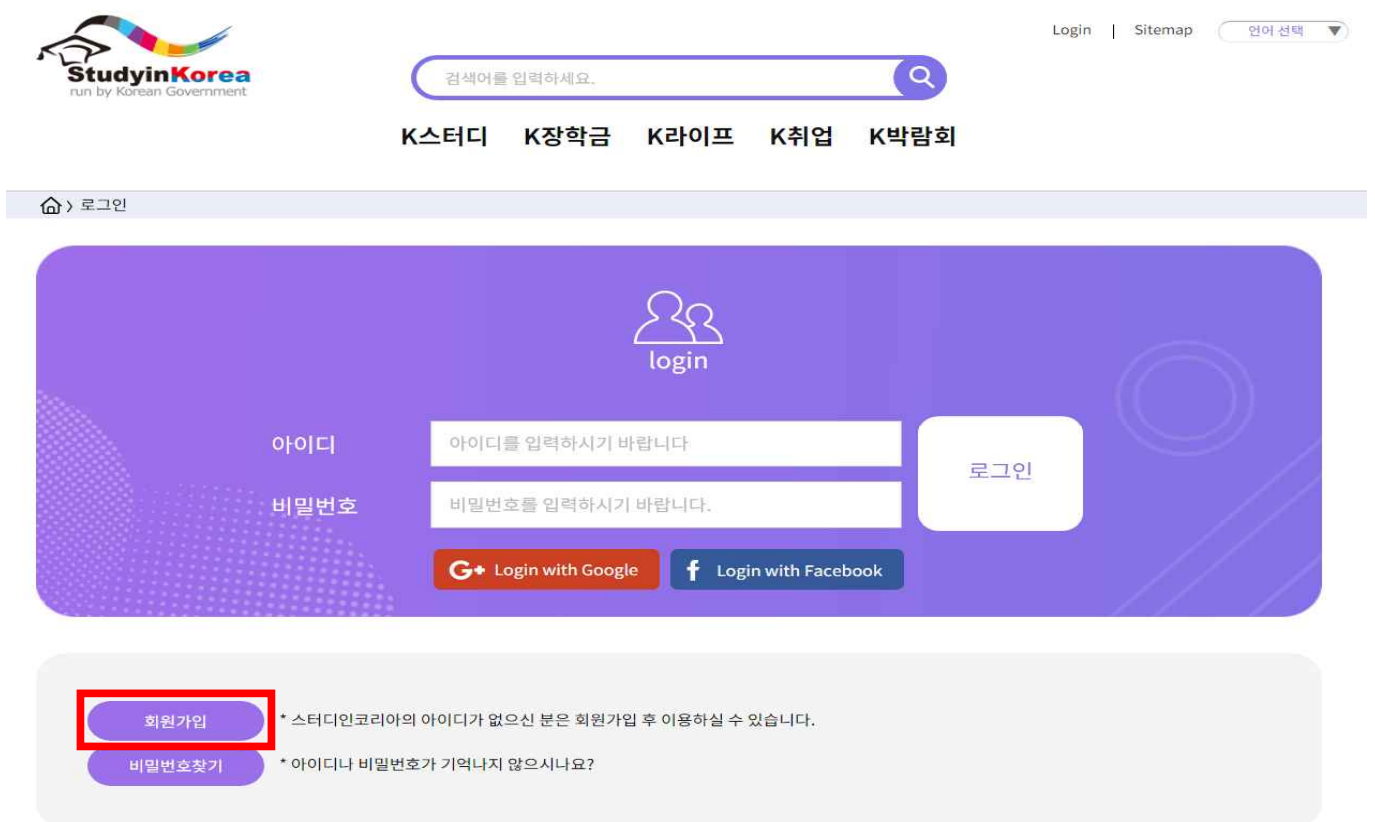 Login | Sitemap 언어 선택 ▼
StudyinKorea
run by Korean Government
검색어를 입력하세요.
K스터디 K장학금 K라이프 K취업 K박람회
로그인
login
아이디 아이디를 입력하시기 바랍니다
비밀번호 비밀번호를 입력하시기 바랍니다.
로그인
G+ Login with Google f Login with Facebook
회원가입 * 스터디인코리아의 아이디가 없으신 분은 회원가입 후 이용하실 수 있습니다.
비밀번호찾기 * 아이디나 비밀번호가 기억나지 않으시나요?